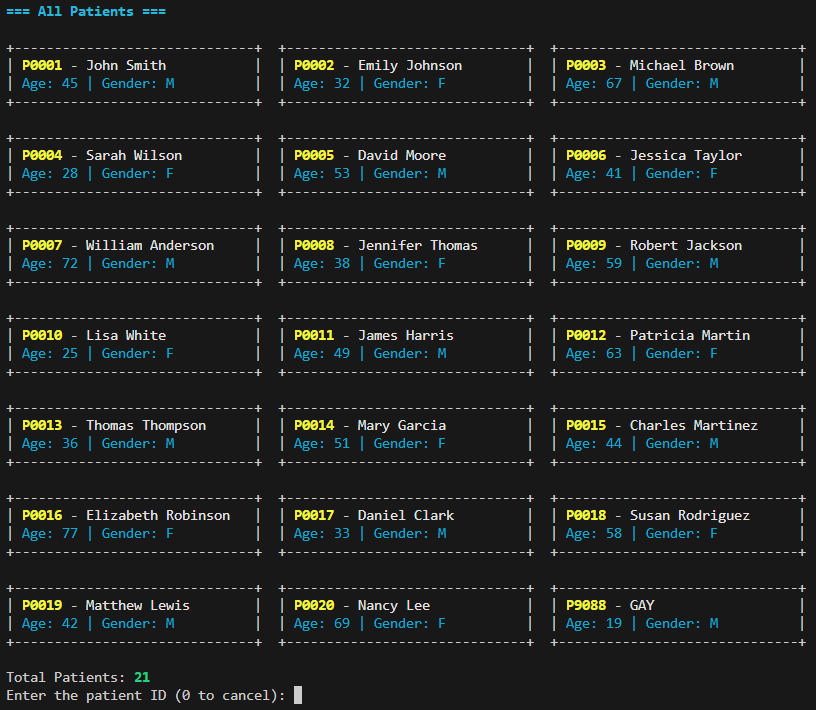 === All Patients ===
+------------------------------+  +------------------------------+  +------------------------------+
| P0001 - John Smith           |  | P0002 - Emily Johnson        |  | P0003 - Michael Brown        |
| Age: 45 | Gender: M          |  | Age: 32 | Gender: F          |  | Age: 67 | Gender: M          |
+------------------------------+  +------------------------------+  +------------------------------+
+------------------------------+  +------------------------------+  +------------------------------+
| P0004 - Sarah Wilson         |  | P0005 - David Moore          |  | P0006 - Jessica Taylor       |
| Age: 28 | Gender: F          |  | Age: 53 | Gender: M          |  | Age: 41 | Gender: F          |
+------------------------------+  +------------------------------+  +------------------------------+
+------------------------------+  +------------------------------+  +------------------------------+
| P0007 - William Anderson     |  | P0008 - Jennifer Thomas      |  | P0009 - Robert Jackson       |
| Age: 72 | Gender: M          |  | Age: 38 | Gender: F          |  | Age: 59 | Gender: M          |
+------------------------------+  +------------------------------+  +------------------------------+
+------------------------------+  +------------------------------+  +------------------------------+
| P0010 - Lisa White           |  | P0011 - James Harris         |  | P0012 - Patricia Martin      |
| Age: 25 | Gender: F          |  | Age: 49 | Gender: M          |  | Age: 63 | Gender: F          |
+------------------------------+  +------------------------------+  +------------------------------+
+------------------------------+  +------------------------------+  +------------------------------+
| P0013 - Thomas Thompson      |  | P0014 - Mary Garcia          |  | P0015 - Charles Martinez     |
| Age: 36 | Gender: M          |  | Age: 51 | Gender: F          |  | Age: 44 | Gender: M          |
+------------------------------+  +------------------------------+  +------------------------------+
+------------------------------+  +------------------------------+  +------------------------------+
| P0016 - Elizabeth Robinson   |  | P0017 - Daniel Clark         |  | P0018 - Susan Rodriguez      |
| Age: 77 | Gender: F          |  | Age: 33 | Gender: M          |  | Age: 58 | Gender: F          |
+------------------------------+  +------------------------------+  +------------------------------+
+------------------------------+  +------------------------------+  +------------------------------+
| P0019 - Matthew Lewis        |  | P0020 - Nancy Lee            |  | P9088 - GAY                  |
| Age: 42 | Gender: M          |  | Age: 69 | Gender: F          |  | Age: 19 | Gender: M          |
+------------------------------+  +------------------------------+  +------------------------------+
Total Patients: 21
Enter the patient ID (0 to cancel):